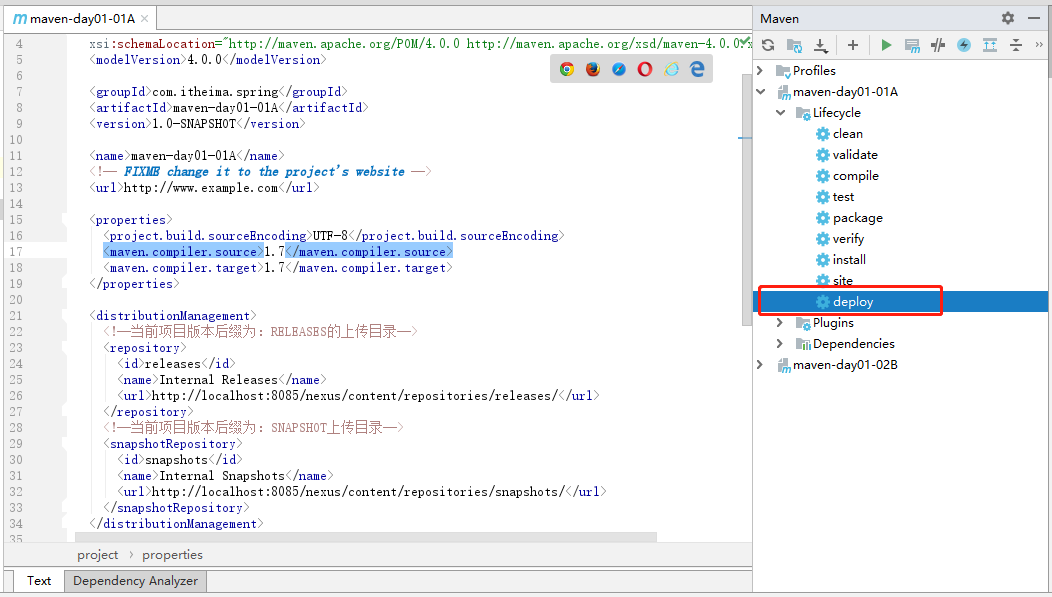 maven-day01-01A
Maven
4 xsi:schemaLocation="http://maven.apache.org/POM/4.0.0 http://maven.apache.org/xsd/maven-4.0.0.x
5 <modelVersion>4.0.0</modelVersion>
6
7 <groupId>com.itheima.spring</groupId>
8 <artifactId>maven-day01-01A</artifactId>
9 <version>1.0-SNAPSHOT</version>
10
11 <name>maven-day01-01A</name>
12 <!-- FIXME change it to the project's website -->
13 <url>http://www.example.com</url>
14
15 <properties>
16 <project.build.sourceEncoding>UTF-8</project.build.sourceEncoding>
17 <maven.compiler.source>1.7</maven.compiler.source>
18 <maven.compiler.target>1.7</maven.compiler.target>
19 </properties>
20
21 <distributionManagement>
22 <!--当前项目版本后缀为：RELEASES的上传目录-->
23 <repository>
24 <id>releases</id>
25 <name>Internal Releases</name>
26 <url>http://localhost:8085/nexus/content/repositories/releases/</url>
27 </repository>
28 <!--当前项目版本后缀为：SNAPSHOT上传目录-->
29 <snapshotRepository>
30 <id>snapshots</id>
31 <name>Internal Snapshots</name>
32 <url>http://localhost:8085/nexus/content/repositories/snapshots/</url>
33 </snapshotRepository>
34 </distributionManagement>
35
project › properties
Text
Dependency Analyzer
Profiles
maven-day01-01A
Lifecycle
clean
validate
compile
test
package
verify
install
site
deploy
Plugins
Dependencies
maven-day01-02B